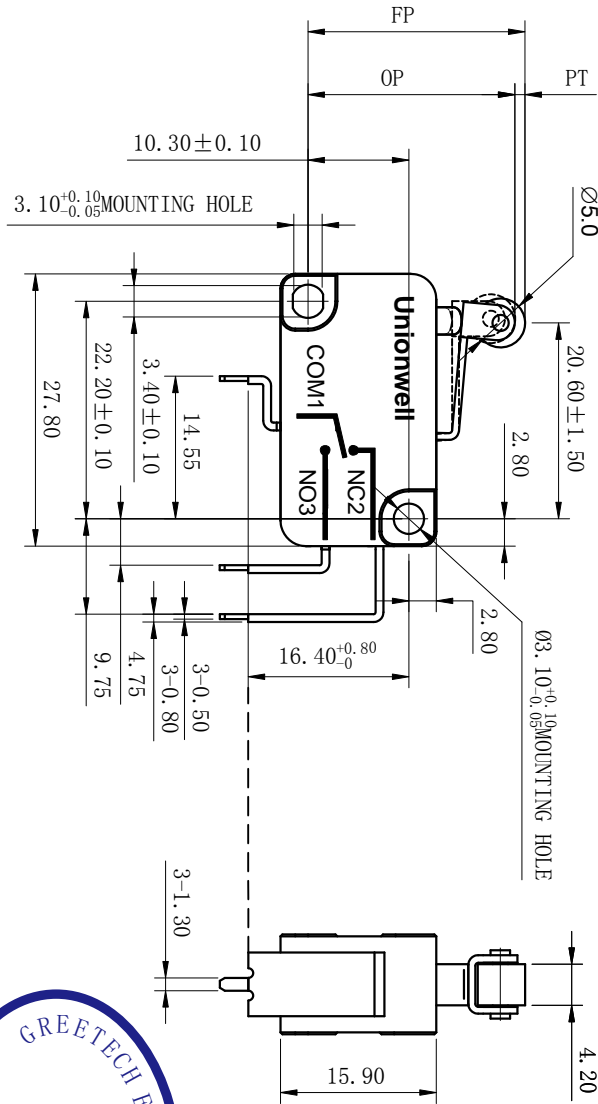 FP
OP
PT
10.30±0.10
3.10+0.10-0.05 MOUNTING HOLE
Ø5.0
20.60±1.50
2.80
Unionwell
COM1
NC2
NO3
27.80
22.20±0.10
3.40±0.10
14.55
2.80
16.40+0.80-0
9.75
4.75
3-0.80
3-0.50
Ø3.10+0.10-0.05 MOUNTING HOLE
3-1.30
15.90
4.20
GREETECH E